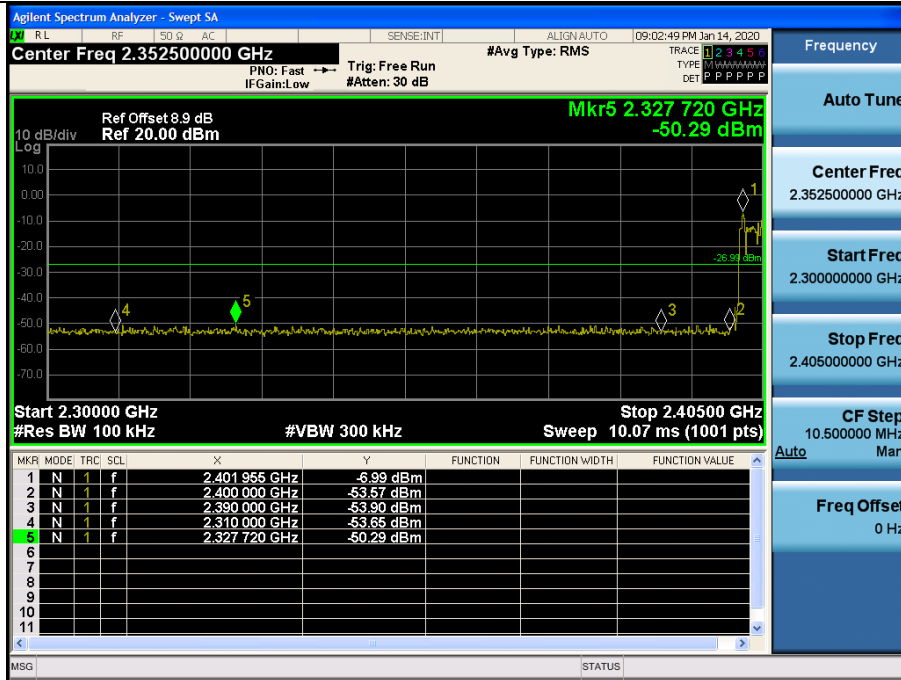 Agilent Spectrum Analyzer - Swept SA
LXI RL RF 50 Ω AC SENSE:INT ALIGN AUTO 09:02:49 PM Jan 14, 2020
Center Freq 2.352500000 GHz #Avg Type: RMS TRACE 1 2 3 4 5 6
PNO: Fast Trig: Free Run TYPE M W W W W W
IFGain:Low #Atten: 30 dB DET P P P P P P
Mkr5 2.327 720 GHz
-50.29 dBm
Ref Offset 8.9 dB
10 dB/div Ref 20.00 dBm
Log
10.0
0.00
-10.0
-20.0
-30.0
-40.0
-50.0
-60.0
-70.0
1
-26.99 dBm
4 5 3 2
Start 2.30000 GHz Stop 2.40500 GHz
#Res BW 100 kHz #VBW 300 kHz Sweep 10.07 ms (1001 pts)
MKR MODE TRC SCL X Y FUNCTION FUNCTION WIDTH FUNCTION VALUE
1 N 1 f 2.401 955 GHz -6.99 dBm
2 N 1 f 2.400 000 GHz -53.57 dBm
3 N 1 f 2.390 000 GHz -53.90 dBm
4 N 1 f 2.310 000 GHz -53.65 dBm
5 N 1 f 2.327 720 GHz -50.29 dBm
6
7
8
9
10
11
MSG STATUS
Frequency
Auto Tune
Center Freq
2.352500000 GHz
Start Freq
2.300000000 GHz
Stop Freq
2.405000000 GHz
CF Step
10.500000 MHz
Auto Man
Freq Offset
0 Hz